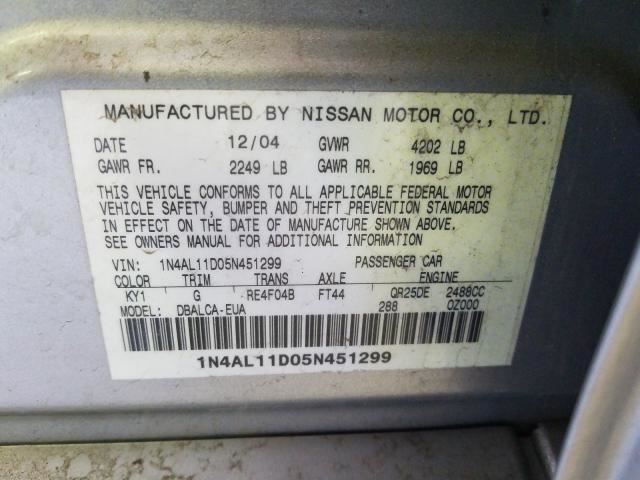 MANUFACTURED BY NISSAN MOTOR CO., LTD.
DATE 12/04 GVWR 4202 LB
GAWR FR. 2249 LB GAWR RR. 1969 LB
THIS VEHICLE CONFORMS TO ALL APPLICABLE FEDERAL MOTOR
VEHICLE SAFETY, BUMPER AND THEFT PREVENTION STANDARDS
IN EFFECT ON THE DATE OF MANUFACTURE SHOWN ABOVE.
SEE OWNERS MANUAL FOR ADDITIONAL INFORMATION
VIN: 1N4AL11D05N451299 PASSENGER CAR
COLOR TRIM TRANS AXLE ENGINE
KY1 G RE4F04B FT44 QR25DE 2488CC
MODEL: DBALCA-EUA 288 0Z000
1N4AL11D05N451299